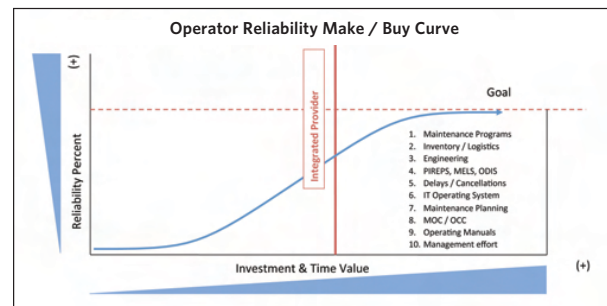 Operator Reliability Make / Buy Curve
(+)
Reliability Percent
Integrated Provider
Goal
1. Maintenance Programs
2. Inventory / Logistics
3. Engineering
4. PIREPS, MELS, ODIS
5. Delays / Cancellations
6. IT Operating System
7. Maintenance Planning
8. MOC / OCC
9. Operating Manuals
10. Management effort
Investment & Time Value
(+)